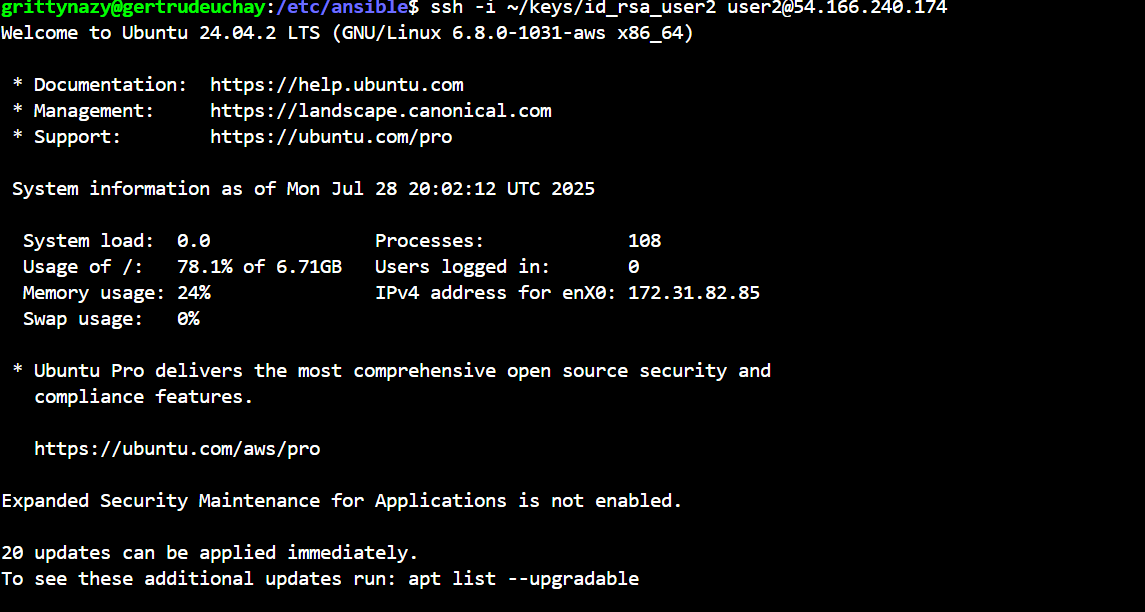 grittynazy@gertrudeuchay:/etc/ansible$ ssh -i ~/keys/id_rsa_user2 user2@54.166.240.174
Welcome to Ubuntu 24.04.2 LTS (GNU/Linux 6.8.0-1031-aws x86_64)
* Documentation: https://help.ubuntu.com
* Management: https://landscape.canonical.com
* Support: https://ubuntu.com/pro
System information as of Mon Jul 28 20:02:12 UTC 2025
System load: 0.0 Processes: 108
Usage of /: 78.1% of 6.71GB Users logged in: 0
Memory usage: 24% IPv4 address for enX0: 172.31.82.85
Swap usage: 0%
* Ubuntu Pro delivers the most comprehensive open source security and
compliance features.
https://ubuntu.com/aws/pro
Expanded Security Maintenance for Applications is not enabled.
20 updates can be applied immediately.
To see these additional updates run: apt list --upgradable